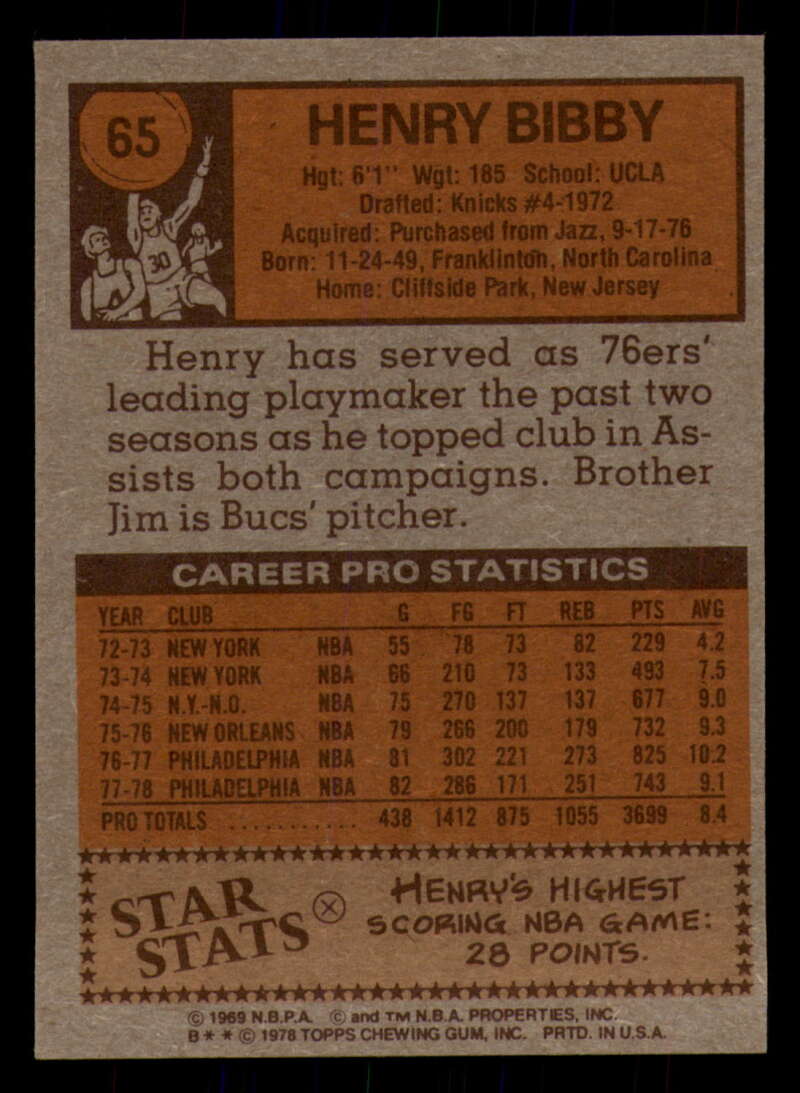 65
HENRY BIBBY
Hgt: 6'1" Wgt: 185 School: UCLA
Drafted: Knicks #4-1972
Acquired: Purchased from Jazz, 9-17-76
Born: 11-24-49, Franklinton, North Carolina
Home: Cliffside Park, New Jersey
30
Henry has served as 76ers'
leading playmaker the past two
seasons as he topped club in As-
sists both campaigns. Brother
Jim is Bucs' pitcher.
CAREER PRO STATISTICS
YEAR CLUB G FG FT REB PTS AVG
72-73 NEW YORK NBA 55 78 73 82 229 4.2
73-74 NEW YORK NBA 66 210 73 133 493 7.5
74-75 N.Y.-N.O. NBA 75 270 137 137 677 9.0
75-76 NEW ORLEANS NBA 79 266 200 179 732 9.3
76-77 PHILADELPHIA NBA 81 302 221 273 825 10.2
77-78 PHILADELPHIA NBA 82 286 171 251 743 9.1
PRO TOTALS ............ 438 1412 875 1055 3699 8.4
STAR
STATS
HENRY'S HIGHEST
SCORING NBA GAME:
28 POINTS.
© 1969 N.B.P.A. © and TM N.B.A. PROPERTIES, INC.
B * * © 1978 TOPPS CHEWING GUM, INC. PRTD. IN U.S.A.